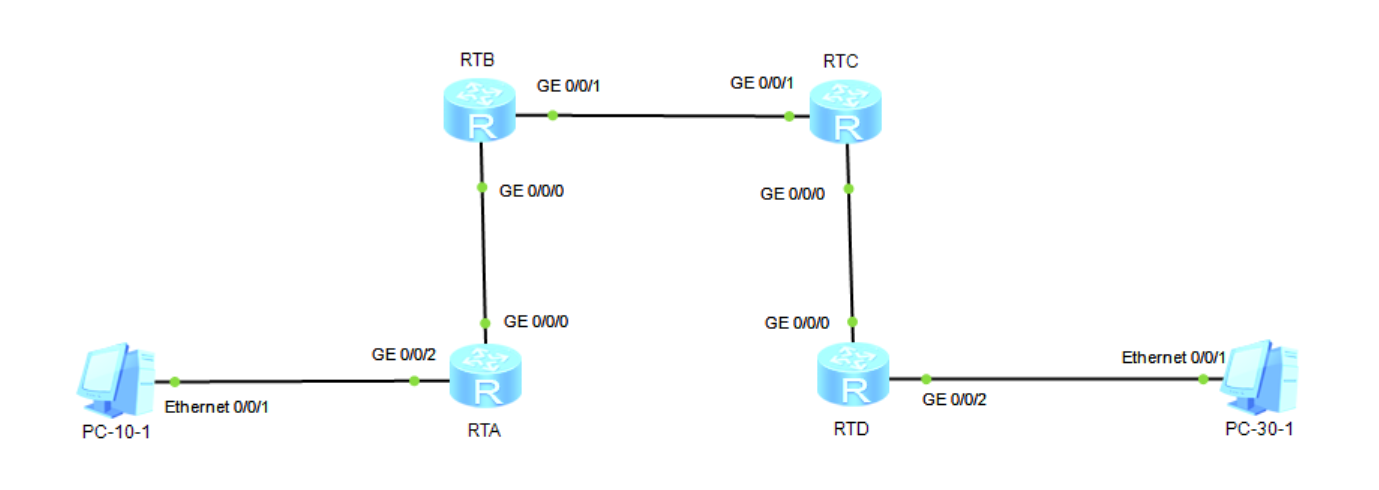 RTB
RTC
GE 0/0/1
GE 0/0/1
R
R
GE 0/0/0
GE 0/0/0
GE 0/0/0
GE 0/0/0
GE 0/0/2
Ethernet 0/0/1
R
R
Ethernet 0/0/1
GE 0/0/2
PC-10-1
RTA
RTD
PC-30-1